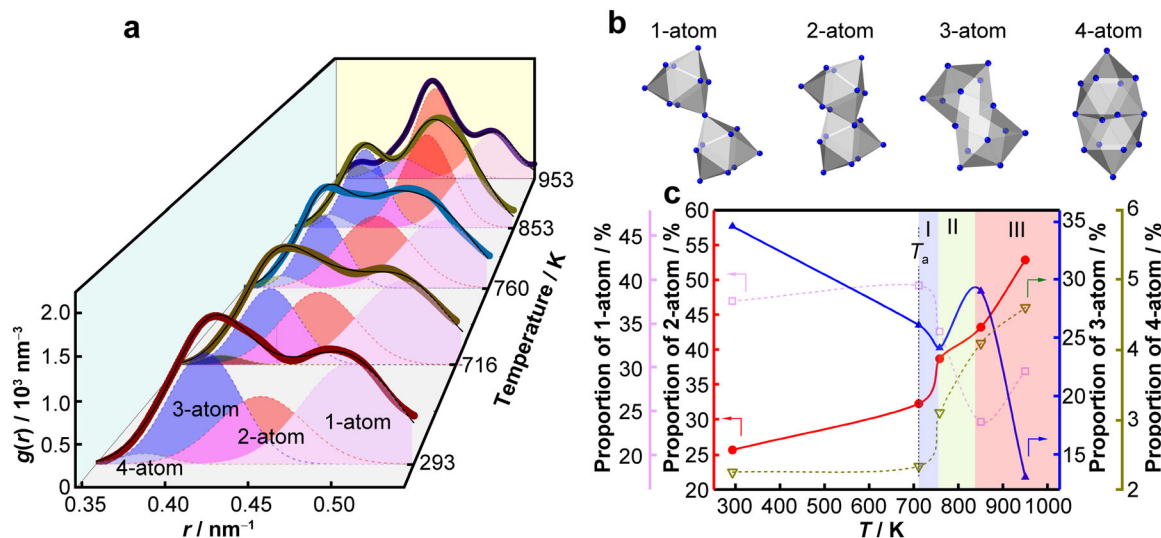 a
g(r) / 10³ nm⁻³
2.0
1.5
1.0
0.5
0
0.35
0.40
0.45
0.50
r / nm⁻¹
4-atom
3-atom
2-atom
1-atom
293
716
760
853
953
Temperature / K
b
1-atom
2-atom
3-atom
4-atom
c
Proportion of 1-atom / %
45
40
35
30
25
20
Proportion of 2-atom / %
60
55
50
45
40
35
30
25
20
Tₐ
I
II
III
300
400
500
600
700
800
900
1000
T / K
35
30
25
20
15
Proportion of 3-atom / %
6
5
4
3
2
Proportion of 4-atom / %